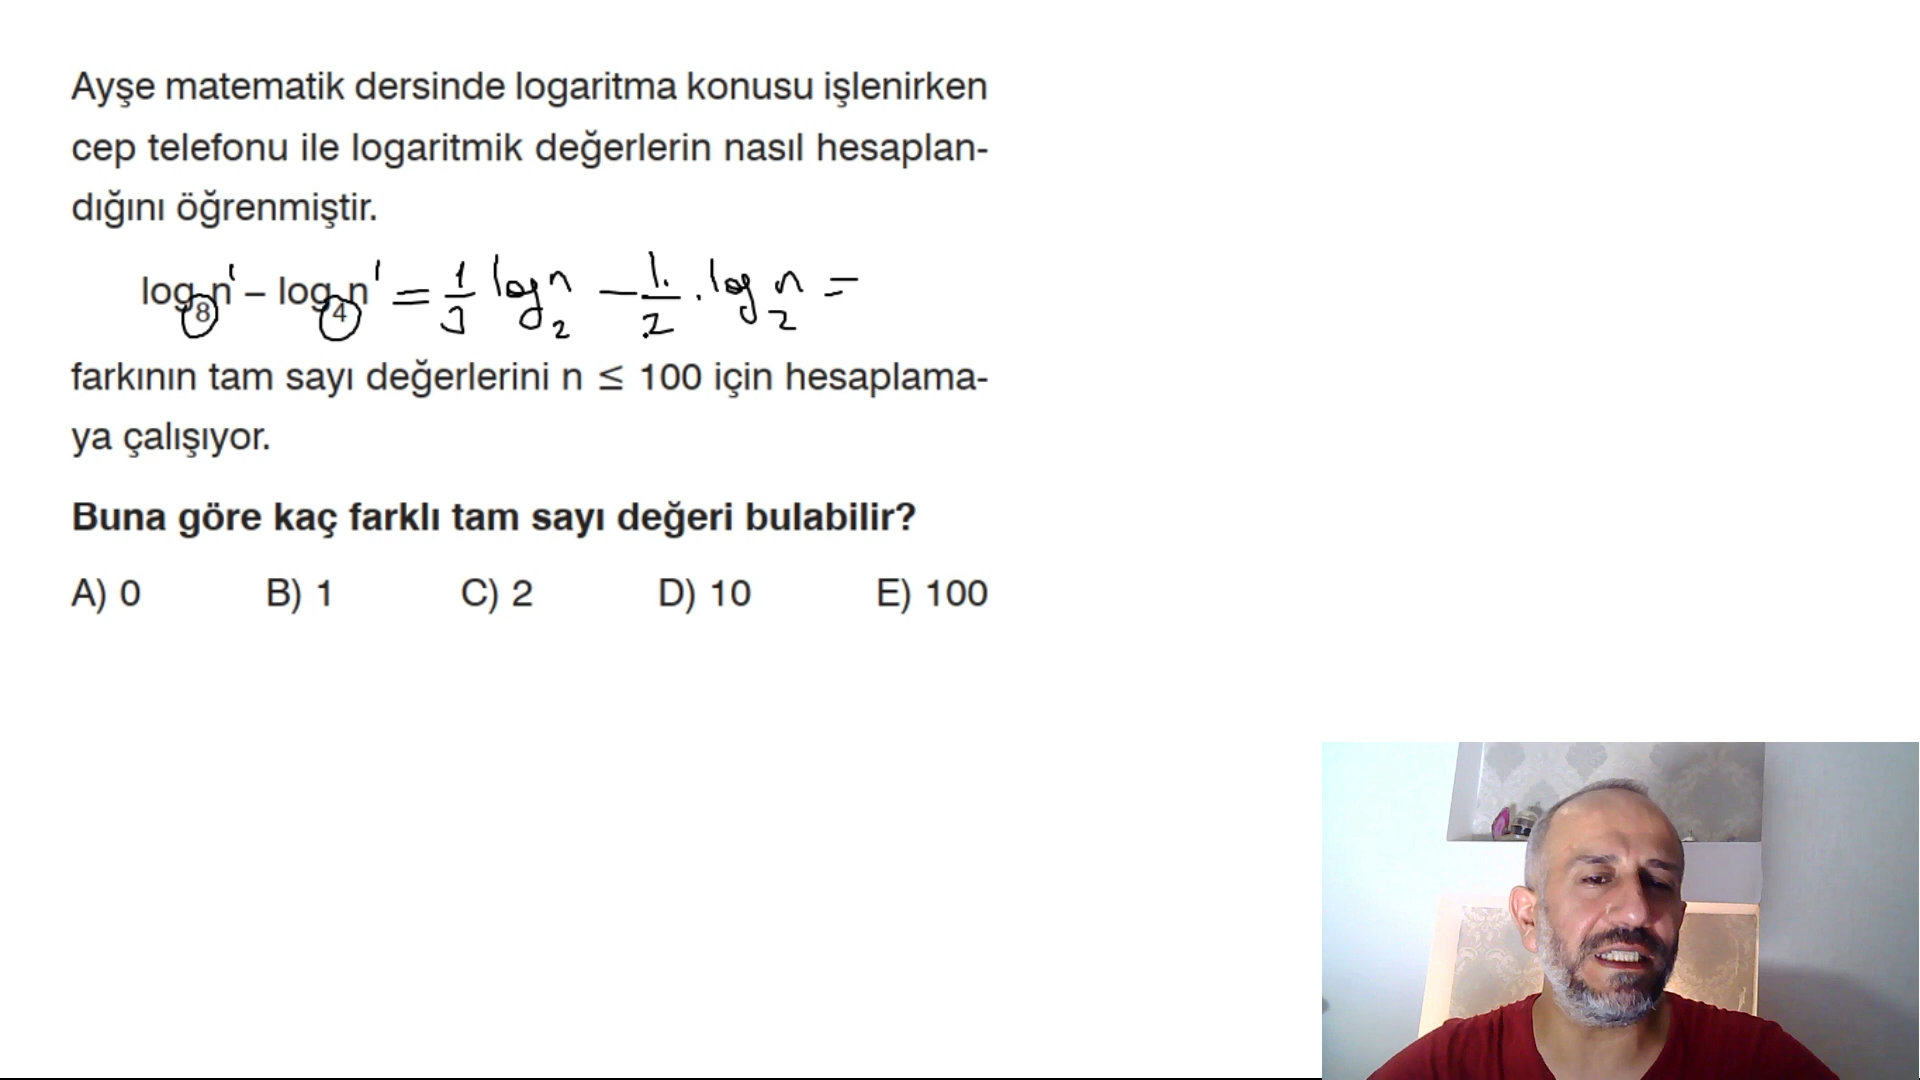 Ayşe matematik dersinde logaritma konusu işlenirken
cep telefonu ile logaritmik değerlerin nasıl hesaplan-
dığını öğrenmiştir.
log₈n¹ – log₄n¹ = 1/3 log₂n – 1/2 . log₂n =
farkının tam sayı değerlerini n ≤ 100 için hesaplama-
ya çalışıyor.
Buna göre kaç farklı tam sayı değeri bulabilir?
A) 0 B) 1 C) 2 D) 10 E) 100